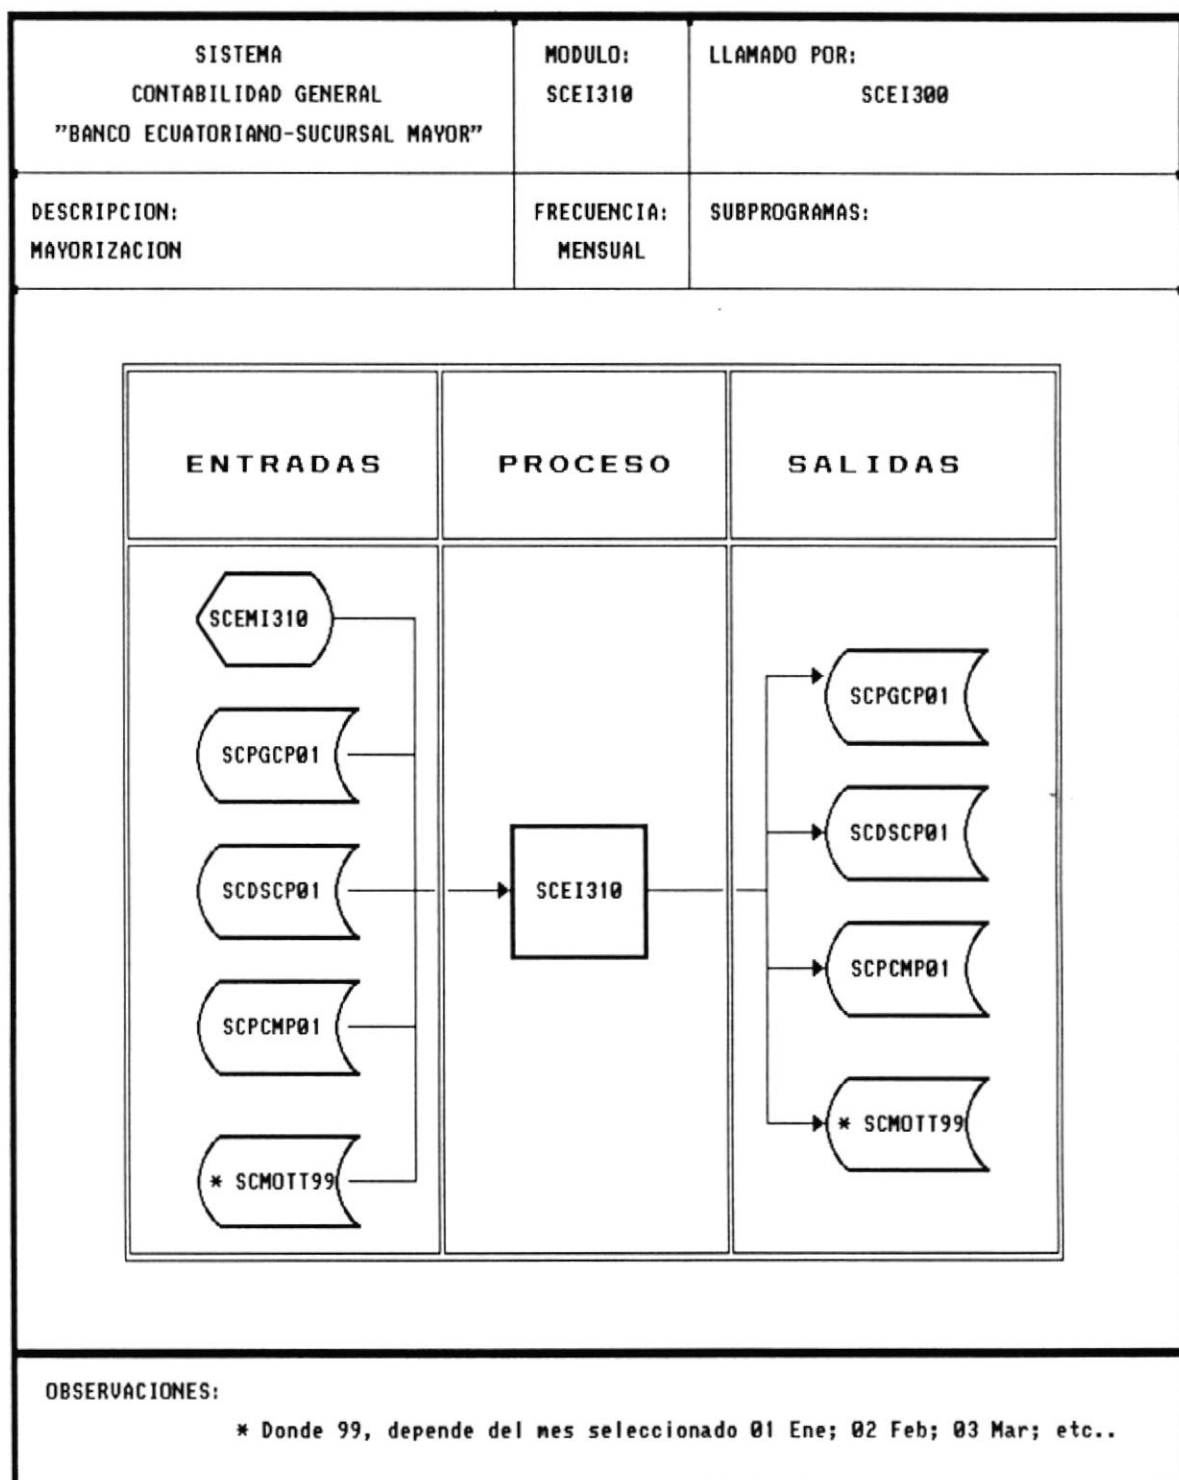 SISTEMA
CONTABILIDAD GENERAL
"BANCO ECUATORIANO-SUCURSAL MAYOR"
MODULO:
SCEI310
LLAMADO POR:
SCEI300
DESCRIPCION:
MAYORIZACION
FRECUENCIA:
MENSUAL
SUBPROGRAMAS:
ENTRADAS
PROCESO
SALIDAS
SCEMI310
SCPGCP01
SCDSCP01
SCPCMP01
* SCMOTT99
SCEI310
SCPGCP01
SCDSCP01
SCPCMP01
* SCMOTT99
OBSERVACIONES:
* Donde 99, depende del mes seleccionado 01 Ene; 02 Feb; 03 Mar; etc..